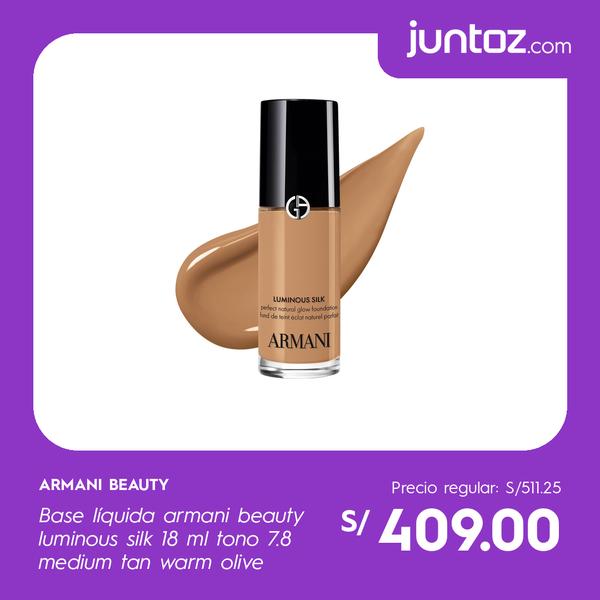 juntoz.com
GA
LUMINOUS SILK
perfect natural glow foundation
fond de teint éclat naturel parfait
ARMANI
ARMANI BEAUTY
Base líquida armani beauty
luminous silk 18 ml tono 7.8
medium tan warm olive
Precio regular: S/511.25
S/ 409.00